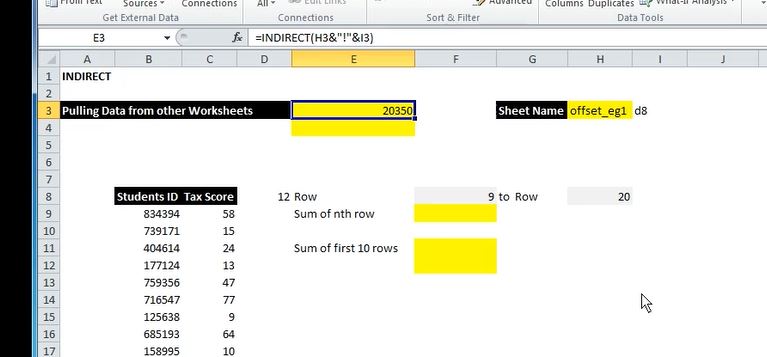 From Text Sources Connections All Edit Links Advanced Columns Duplicates What-If Analysis
Get External Data Connections Sort & Filter Data Tools
E3 fx =INDIRECT(H3&"!"&I3)
A B C D E F G H I J
1 INDIRECT
2
3 Pulling Data from other Worksheets 20350 Sheet Name offset_eg1 d8
4
5
6
7
8 Students ID Tax Score 12 Row 9 to Row 20
9 834394 58 Sum of nth row
10 739171 15
11 404614 24 Sum of first 10 rows
12 177124 13
13 759356 47
14 716547 77
15 125638 9
16 685193 64
17 158995 10